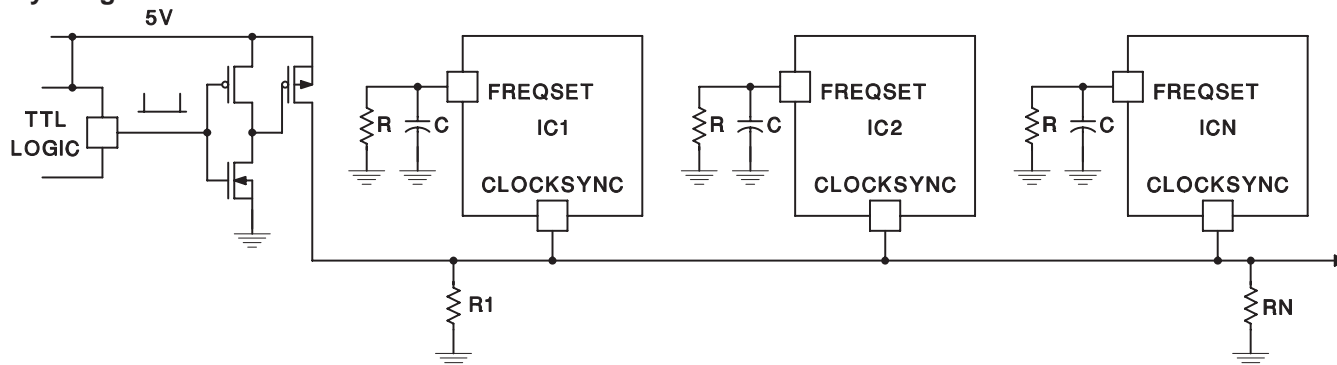 5V
TTL
LOGIC
R
C
FREQSET
IC1
CLOCKSYNC
R
C
FREQSET
IC2
CLOCKSYNC
R
C
FREQSET
ICN
CLOCKSYNC
R1
RN